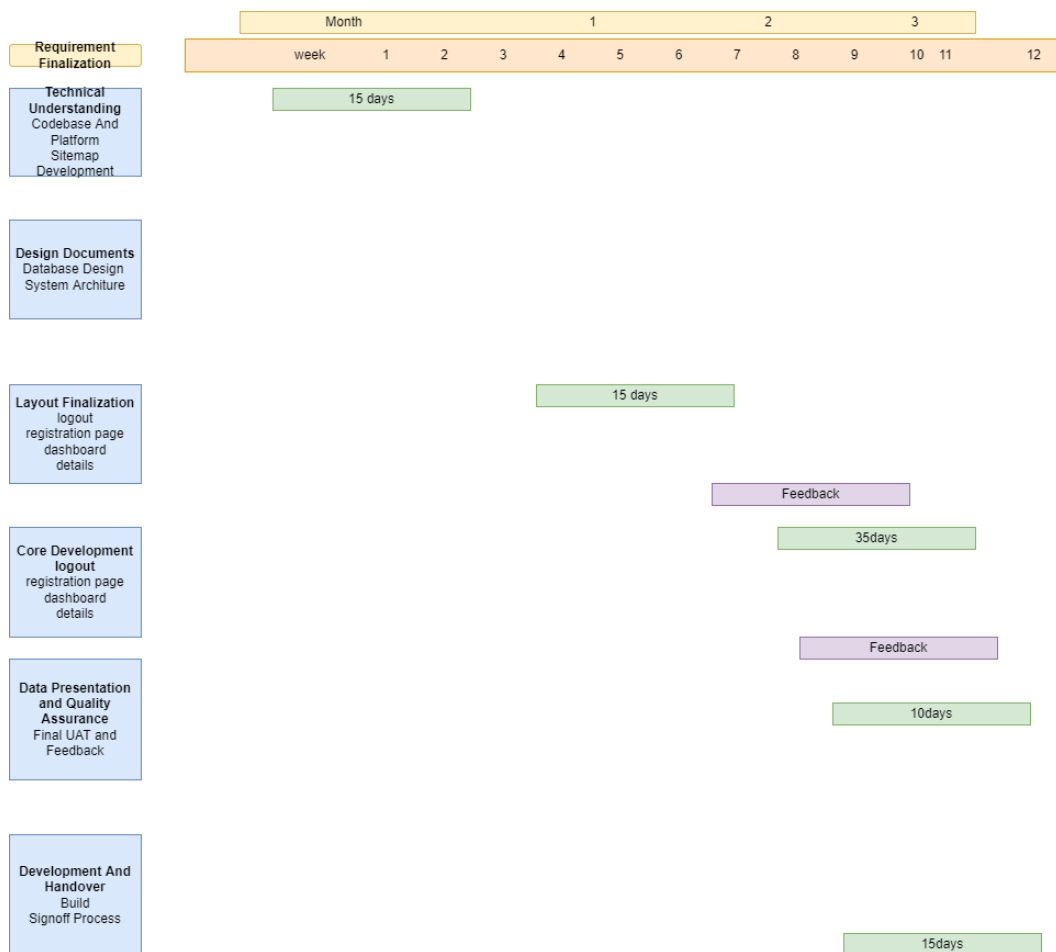 Month 1 2 3
Requirement
Finalization
week 1 2 3 4 5 6 7 8 9 10 11 12
Technical
Understanding
Codebase And
Platform
Sitemap
Development
15 days
Design Documents
Database Design
System Architure
Layout Finalization
logout
registration page
dashboard
details
15 days
Feedback
Core Development
logout
registration page
dashboard
details
35days
Feedback
Data Presentation
and Quality
Assurance
Final UAT and
Feedback
10days
Development And
Handover
Build
Signoff Process
15days